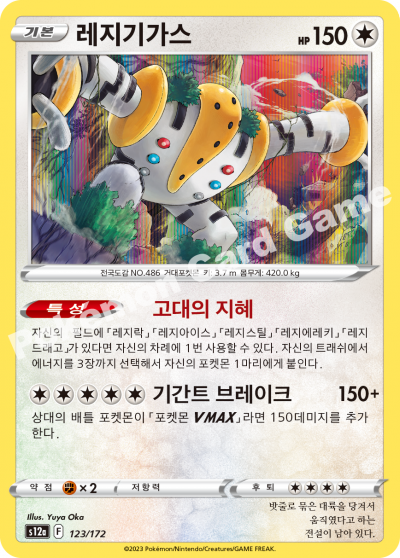 기본 레지기가스 HP 150
전국도감 NO.486 거대포켓몬 키: 3.7 m 몸무게: 420.0 kg
특성 고대의 지혜
자신의 필드에 「레지락」 「레지아이스」 「레지스틸」 「레지에레키」 「레지
드래고」가 있다면 자신의 차례에 1번 사용할 수 있다. 자신의 트래쉬에서
에너지를 3장까지 선택해서 자신의 포켓몬 1마리에게 붙인다.
기간트 브레이크 150+
상대의 배틀 포켓몬이 「포켓몬 VMAX」라면 150데미지를 추가
한다.
약점 ×2 저항력 후퇴
Illus. Yuya Oka
s12a F 123/172
밧줄로 묶은 대륙을 당겨서
움직였다고 하는
전설이 남아 있다.
©2023 Pokémon/Nintendo/Creatures/GAME FREAK.
Pokémon Card Game